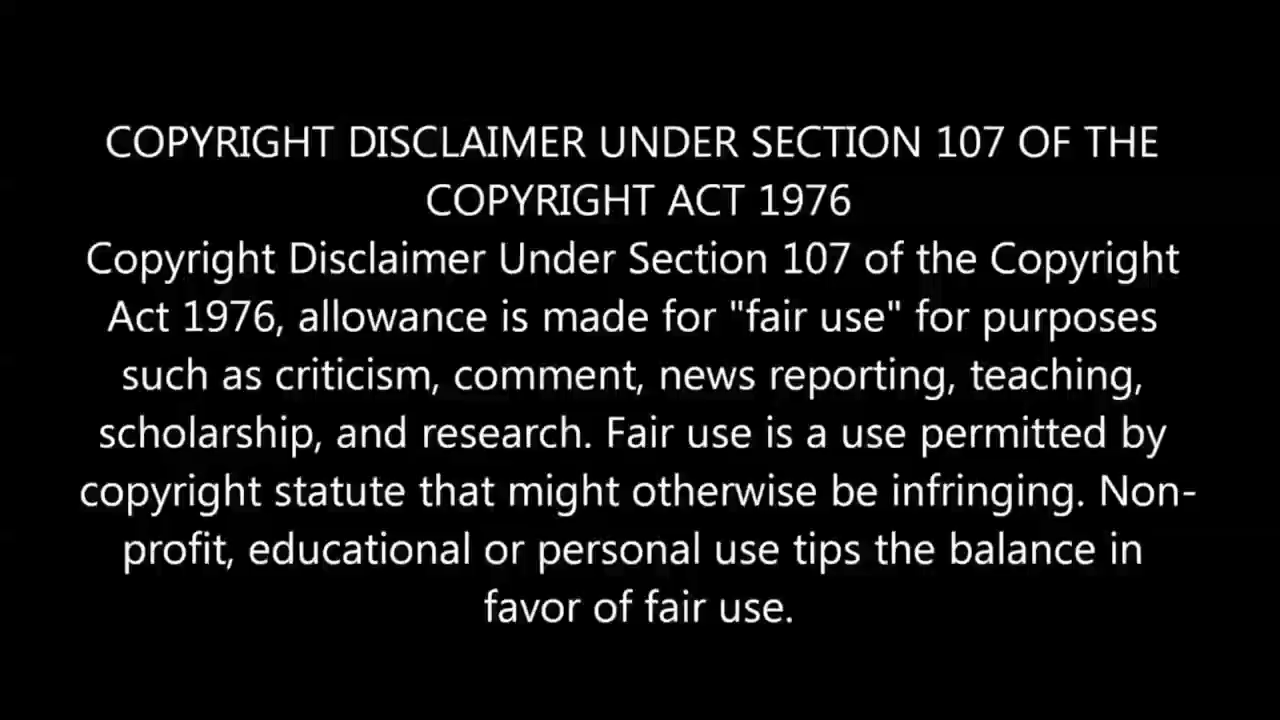 COPYRIGHT DISCLAIMER UNDER SECTION 107 OF THE
COPYRIGHT ACT 1976
Copyright Disclaimer Under Section 107 of the Copyright
Act 1976, allowance is made for "fair use" for purposes
such as criticism, comment, news reporting, teaching,
scholarship, and research. Fair use is a use permitted by
copyright statute that might otherwise be infringing. Non-
profit, educational or personal use tips the balance in
favor of fair use.